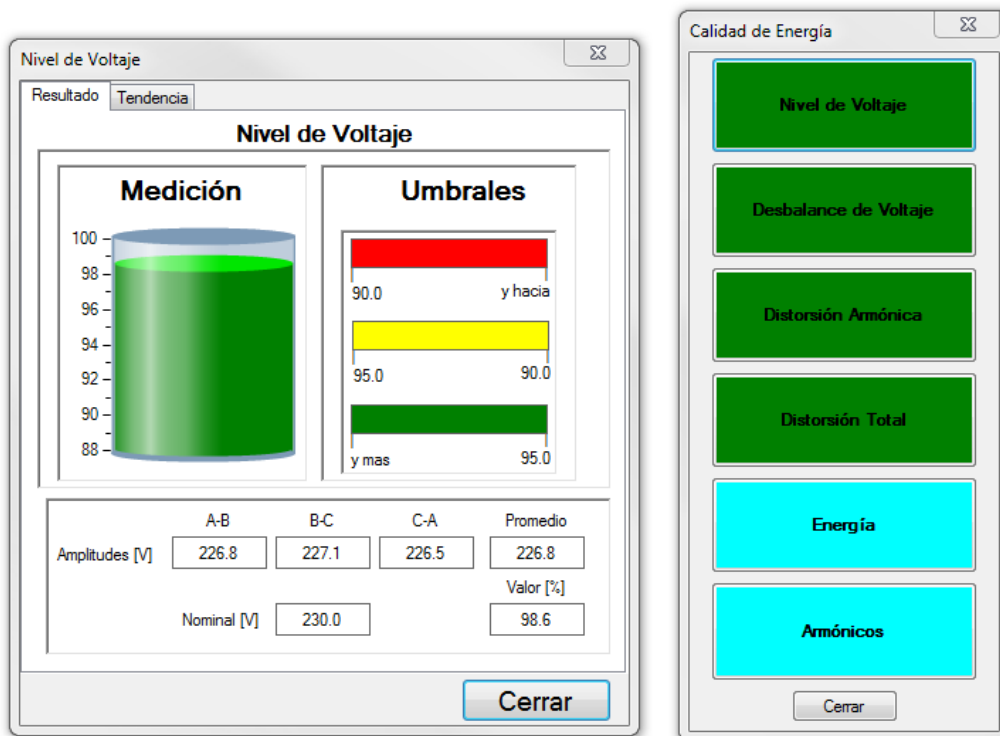 Nivel de Voltaje
Resultado
Tendencia
Nivel de Voltaje
Medición
100
98
96
94
92
90
88
Umbrales
90.0 y hacia
95.0 90.0
y mas 95.0
A-B B-C C-A Promedio
Amplitudes [V] 226.8 227.1 226.5 226.8
Valor [%]
Nominal [V] 230.0 98.6
Cerrar
Calidad de Energía
Nivel de Voltaje
Desbalance de Voltaje
Distorsión Armónica
Distorsión Total
Energía
Armónicos
Cerrar